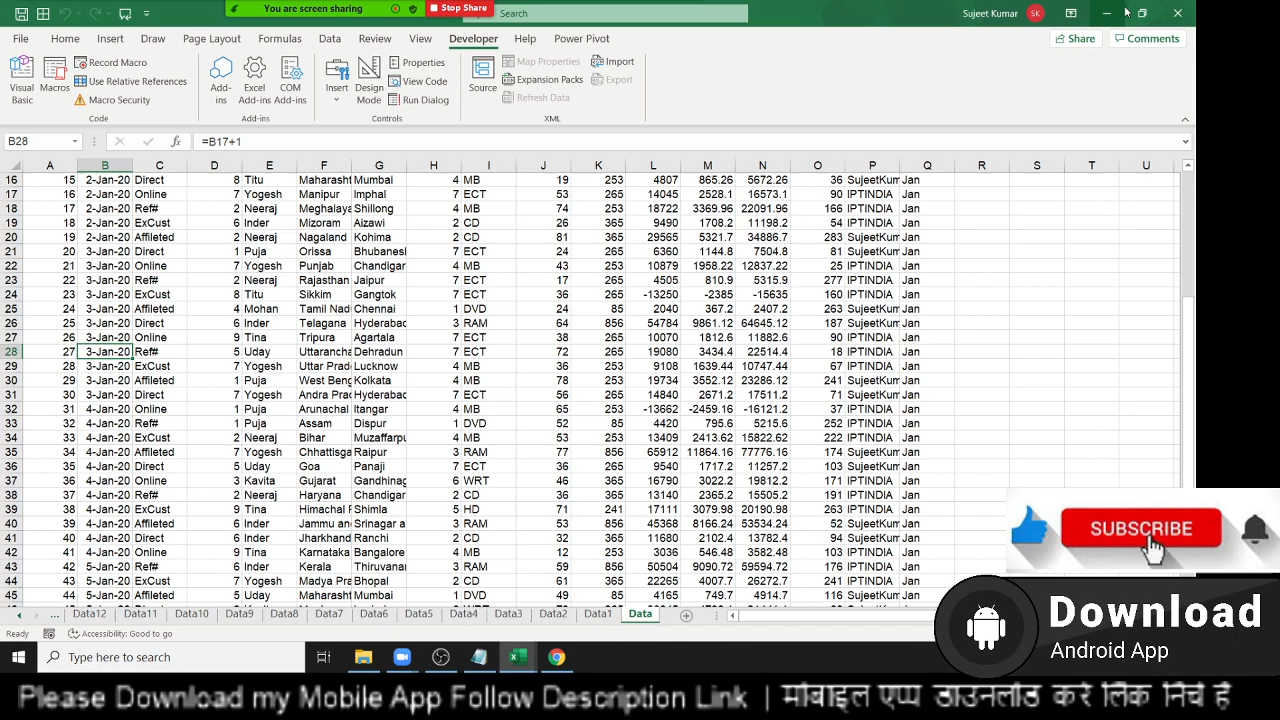 You are screen sharing
Stop Share
Search
Sujeet Kumar
SK
File Home Insert Draw Page Layout Formulas Data Review View Developer Help Power Pivot
Share Comments
Visual Basic
Macros
Record Macro
Use Relative References
Macro Security
Code
Add-ins
Excel Add-ins
COM Add-ins
Add-ins
Insert
Design Mode
Properties
View Code
Run Dialog
Controls
Source
Map Properties
Expansion Packs
Refresh Data
Import
Export
XML
B28
fx
=B17+1
A B C D E F G H I J K L M N O P Q R S T U
16 15 2-Jan-20 Direct 8 Titu Maharasht Mumbai 4 MB 19 253 4807 865.26 5672.26 36 SujeetKum Jan
17 16 2-Jan-20 Online 7 Yogesh Manipur Imphal 7 ECT 53 265 14045 2528.1 16573.1 90 IPTINDIA Jan
18 17 2-Jan-20 Ref# 2 Neeraj Meghalaya Shillong 4 MB 74 253 18722 3369.96 22091.96 166 IPTINDIA Jan
19 18 2-Jan-20 ExCust 6 Inder Mizoram Aizawi 2 CD 26 365 9490 1708.2 11198.2 54 IPTINDIA Jan
20 19 2-Jan-20 Affileted 2 Neeraj Nagaland Kohima 2 CD 81 365 29565 5321.7 34886.7 283 SujeetKum Jan
21 20 3-Jan-20 Direct 1 Puja Orissa Bhubanesh 7 ECT 24 265 6360 1144.8 7504.8 81 SujeetKum Jan
22 21 3-Jan-20 Online 7 Yogesh Punjab Chandigar 4 MB 43 253 10879 1958.22 12837.22 25 IPTINDIA Jan
23 22 3-Jan-20 Ref# 2 Neeraj Rajasthan Jaipur 7 ECT 17 265 4505 810.9 5315.9 277 IPTINDIA Jan
24 23 3-Jan-20 ExCust 8 Titu Sikkim Gangtok 7 ECT 36 265 -13250 -2385 -15635 160 IPTINDIA Jan
25 24 3-Jan-20 Affileted 4 Mohan Tamil Nad Chennai 1 DVD 24 85 2040 367.2 2407.2 263 SujeetKum Jan
26 25 3-Jan-20 Direct 6 Inder Telagana Hyderabad 3 RAM 64 856 54784 9861.12 64645.12 187 SujeetKum Jan
27 26 3-Jan-20 Online 9 Tina Tripura Agartala 7 ECT 38 265 10070 1812.6 11882.6 90 IPTINDIA Jan
28 27 3-Jan-20 Ref# 5 Uday Uttarancha Dehradun 7 ECT 72 265 19080 3434.4 22514.4 18 IPTINDIA Jan
29 28 3-Jan-20 ExCust 7 Yogesh Uttar Prade Lucknow 4 MB 36 253 9108 1639.44 10747.44 67 IPTINDIA Jan
30 29 3-Jan-20 Affileted 1 Puja West Beng Kolkata 4 MB 78 253 19734 3552.12 23286.12 241 SujeetKum Jan
31 30 3-Jan-20 Direct 7 Yogesh Andra Prad Hyderabad 7 ECT 56 265 14840 2671.2 17511.2 71 SujeetKum Jan
32 31 4-Jan-20 Online 1 Puja Arunachal Itangar 4 MB 65 253 -13662 -2459.16 -16121.2 37 IPTINDIA Jan
33 32 4-Jan-20 Ref# 1 Puja Assam Dispur 1 DVD 52 85 4420 795.6 5215.6 252 IPTINDIA Jan
34 33 4-Jan-20 ExCust 2 Neeraj Bihar Muzaffarpu 4 MB 53 253 13409 2413.62 15822.62 222 IPTINDIA Jan
35 34 4-Jan-20 Affileted 7 Yogesh Chhattisga Raipur 3 RAM 77 856 65912 11864.16 77776.16 174 SujeetKum Jan
36 35 4-Jan-20 Direct 5 Uday Goa Panaji 7 ECT 36 265 9540 1717.2 11257.2 103 SujeetKum Jan
37 36 4-Jan-20 Online 3 Kavita Gujarat Gandhinag 6 WRT 46 365 16790 3022.2 19812.2 171 IPTINDIA Jan
38 37 4-Jan-20 Ref# 2 Neeraj Haryana Chandigar 2 CD 36 365 13140 2365.2 15505.2 191 IPTINDIA Jan
39 38 4-Jan-20 ExCust 9 Tina Himachal F Shimla 5 HD 71 241 17111 3079.98 20190.98 263 IPTINDIA Jan
40 39 4-Jan-20 Affileted 6 Inder Jammu an Srlnagar a 3 RAM 53 856 45368 8166.24 53534.24 52 SujeetKum Jan
41 40 4-Jan-20 Direct 6 Inder Jharkhand Ranchi 2 CD 32 365 11680 2102.4 13782.4 94 SujeetKum Jan
42 41 4-Jan-20 Online 9 Tina Karnataka Bangalore 4 MB 12 253 3036 546.48 3582.48 103 IPTINDIA Jan
43 42 5-Jan-20 Ref# 6 Inder Kerala Thiruvanan 3 RAM 59 856 50504 9090.72 59594.72 176 IPTINDIA Jan
44 43 5-Jan-20 ExCust 7 Yogesh Madya Pra Bhopal 2 CD 61 365 22265 4007.7 26272.7 241 IPTINDIA Jan
45 44 5-Jan-20 Affileted 8 Titu Maharasht Mumbai 1 DVD 49 85 4165 749.7 4914.7 116 SujeetKum Jan
... Data12 Data11 Data10 Data9 Data8 Data7 Data6 Data5 Data4 Data3 Data2 Data1 Data
Ready
Accessibility: Good to go
Type here to search
SUBSCRIBE
Download
Android App
Please Download my Mobile App Follow Description Link | मोबाइल एप्प डाउनलोड करे लिंक निचे है